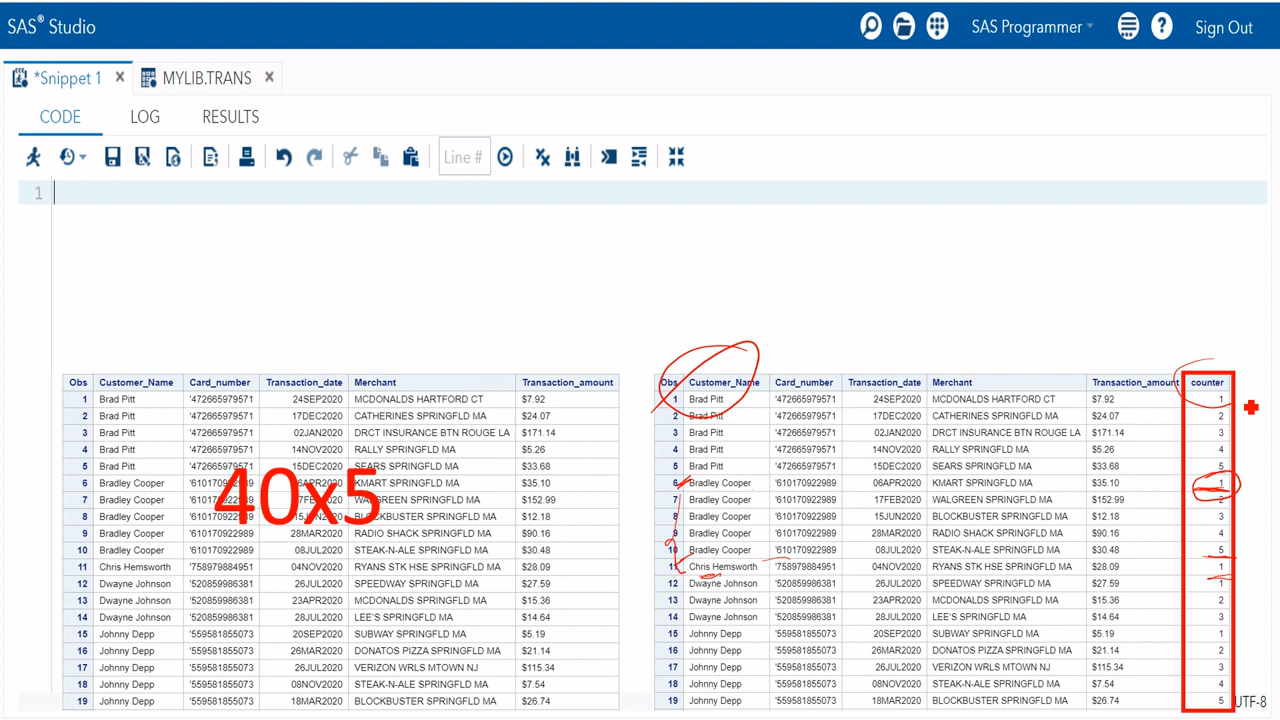 SAS® Studio
SAS Programmer
Sign Out
*Snippet 1
MYLIB.TRANS
CODE LOG RESULTS
Line #
1
Obs Customer_Name Card_number Transaction_date Merchant Transaction_amount
1 Brad Pitt '472665979571 24SEP2020 MCDONALDS HARTFORD CT $7.92
2 Brad Pitt '472665979571 17DEC2020 CATHERINES SPRINGFLD MA $24.07
3 Brad Pitt '472665979571 02JAN2020 DRCT INSURANCE BTN ROUGE LA $171.14
4 Brad Pitt '472665979571 14NOV2020 RALLY SPRINGFLD MA $5.26
5 Brad Pitt '472665979571 15DEC2020 SEARS SPRINGFLD MA $33.68
6 Bradley Cooper '610170922989 06APR2020 KMART SPRINGFLD MA $35.10
7 Bradley Cooper '610170922989 17FEB2020 WALGREEN SPRINGFLD MA $152.99
8 Bradley Cooper '610170922989 15JUN2020 BLOCKBUSTER SPRINGFLD MA $12.18
9 Bradley Cooper '610170922989 28MAR2020 RADIO SHACK SPRINGFLD MA $90.16
10 Bradley Cooper '610170922989 08JUL2020 STEAK-N-ALE SPRINGFLD MA $30.48
11 Chris Hemsworth '758979884951 04NOV2020 RYANS STK HSE SPRINGFLD MA $28.09
12 Dwayne Johnson '520859986381 26JUL2020 SPEEDWAY SPRINGFLD MA $27.59
13 Dwayne Johnson '520859986381 23APR2020 MCDONALDS SPRINGFLD MA $15.36
14 Dwayne Johnson '520859986381 28JUL2020 LEE'S SPRINGFLD MA $14.64
15 Johnny Depp '559581855073 20SEP2020 SUBWAY SPRINGFLD MA $5.19
16 Johnny Depp '559581855073 26MAR2020 DONATOS PIZZA SPRINGFLD MA $21.14
17 Johnny Depp '559581855073 26JUL2020 VERIZON WRLS MTOWN NJ $115.34
18 Johnny Depp '559581855073 08NOV2020 STEAK-N-ALE SPRINGFLD MA $7.54
19 Johnny Depp '559581855073 18MAR2020 BLOCKBUSTER SPRINGFLD MA $26.74
40x5
Obs Customer_Name Card_number Transaction_date Merchant Transaction_amount counter
1 Brad Pitt '472665979571 24SEP2020 MCDONALDS HARTFORD CT $7.92 1
2 Brad Pitt '472665979571 17DEC2020 CATHERINES SPRINGFLD MA $24.07 2
3 Brad Pitt '472665979571 02JAN2020 DRCT INSURANCE BTN ROUGE LA $171.14 3
4 Brad Pitt '472665979571 14NOV2020 RALLY SPRINGFLD MA $5.26 4
5 Brad Pitt '472665979571 15DEC2020 SEARS SPRINGFLD MA $33.68 5
6 Bradley Cooper '610170922989 06APR2020 KMART SPRINGFLD MA $35.10 1
7 Bradley Cooper '610170922989 17FEB2020 WALGREEN SPRINGFLD MA $152.99 2
8 Bradley Cooper '610170922989 15JUN2020 BLOCKBUSTER SPRINGFLD MA $12.18 3
9 Bradley Cooper '610170922989 28MAR2020 RADIO SHACK SPRINGFLD MA $90.16 4
10 Bradley Cooper '610170922989 08JUL2020 STEAK-N-ALE SPRINGFLD MA $30.48 5
11 Chris Hemsworth '758979884951 04NOV2020 RYANS STK HSE SPRINGFLD MA $28.09 1
12 Dwayne Johnson '520859986381 26JUL2020 SPEEDWAY SPRINGFLD MA $27.59 1
13 Dwayne Johnson '520859986381 23APR2020 MCDONALDS SPRINGFLD MA $15.36 2
14 Dwayne Johnson '520859986381 28JUL2020 LEE'S SPRINGFLD MA $14.64 3
15 Johnny Depp '559581855073 20SEP2020 SUBWAY SPRINGFLD MA $5.19 1
16 Johnny Depp '559581855073 26MAR2020 DONATOS PIZZA SPRINGFLD MA $21.14 2
17 Johnny Depp '559581855073 26JUL2020 VERIZON WRLS MTOWN NJ $115.34 3
18 Johnny Depp '559581855073 08NOV2020 STEAK-N-ALE SPRINGFLD MA $7.54 4
19 Johnny Depp '559581855073 18MAR2020 BLOCKBUSTER SPRINGFLD MA $26.74 5
UTF-8